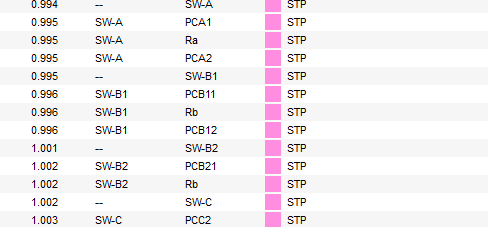 0.994 -- SW-A STP
0.995 SW-A PCA1 STP
0.995 SW-A Ra STP
0.995 SW-A PCA2 STP
0.995 -- SW-B1 STP
0.996 SW-B1 PCB11 STP
0.996 SW-B1 Rb STP
0.996 SW-B1 PCB12 STP
1.001 -- SW-B2 STP
1.002 SW-B2 PCB21 STP
1.002 SW-B2 Rb STP
1.002 -- SW-C STP
1.003 SW-C PCC2 STP